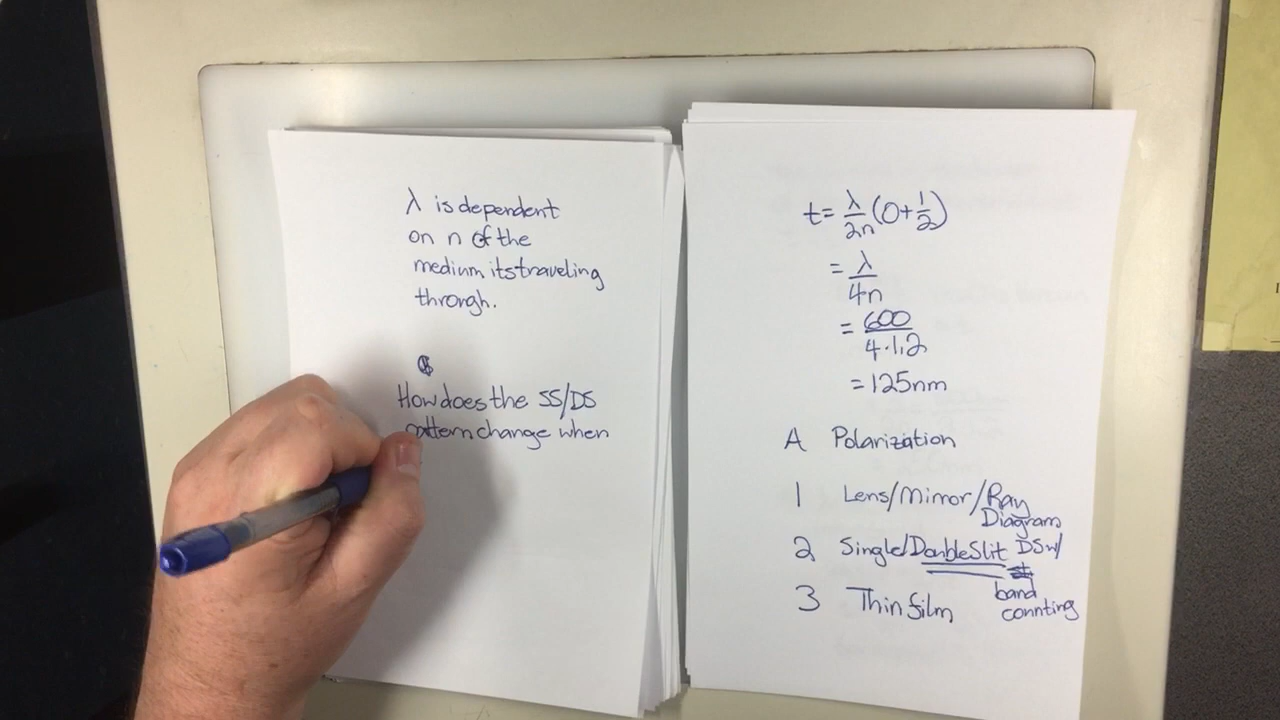 λ is dependent
on n of the
medium its traveling
through.
How does the SS/DS
pattern change when
t = λ/2n (0 + 1/2)
= λ/4n
= 600/4·1.2
= 125nm
A Polarization
1 Lens/Mirror/Ray
Diagram
2 Single/Double Slit DS w/
band
counting
3 Thin film